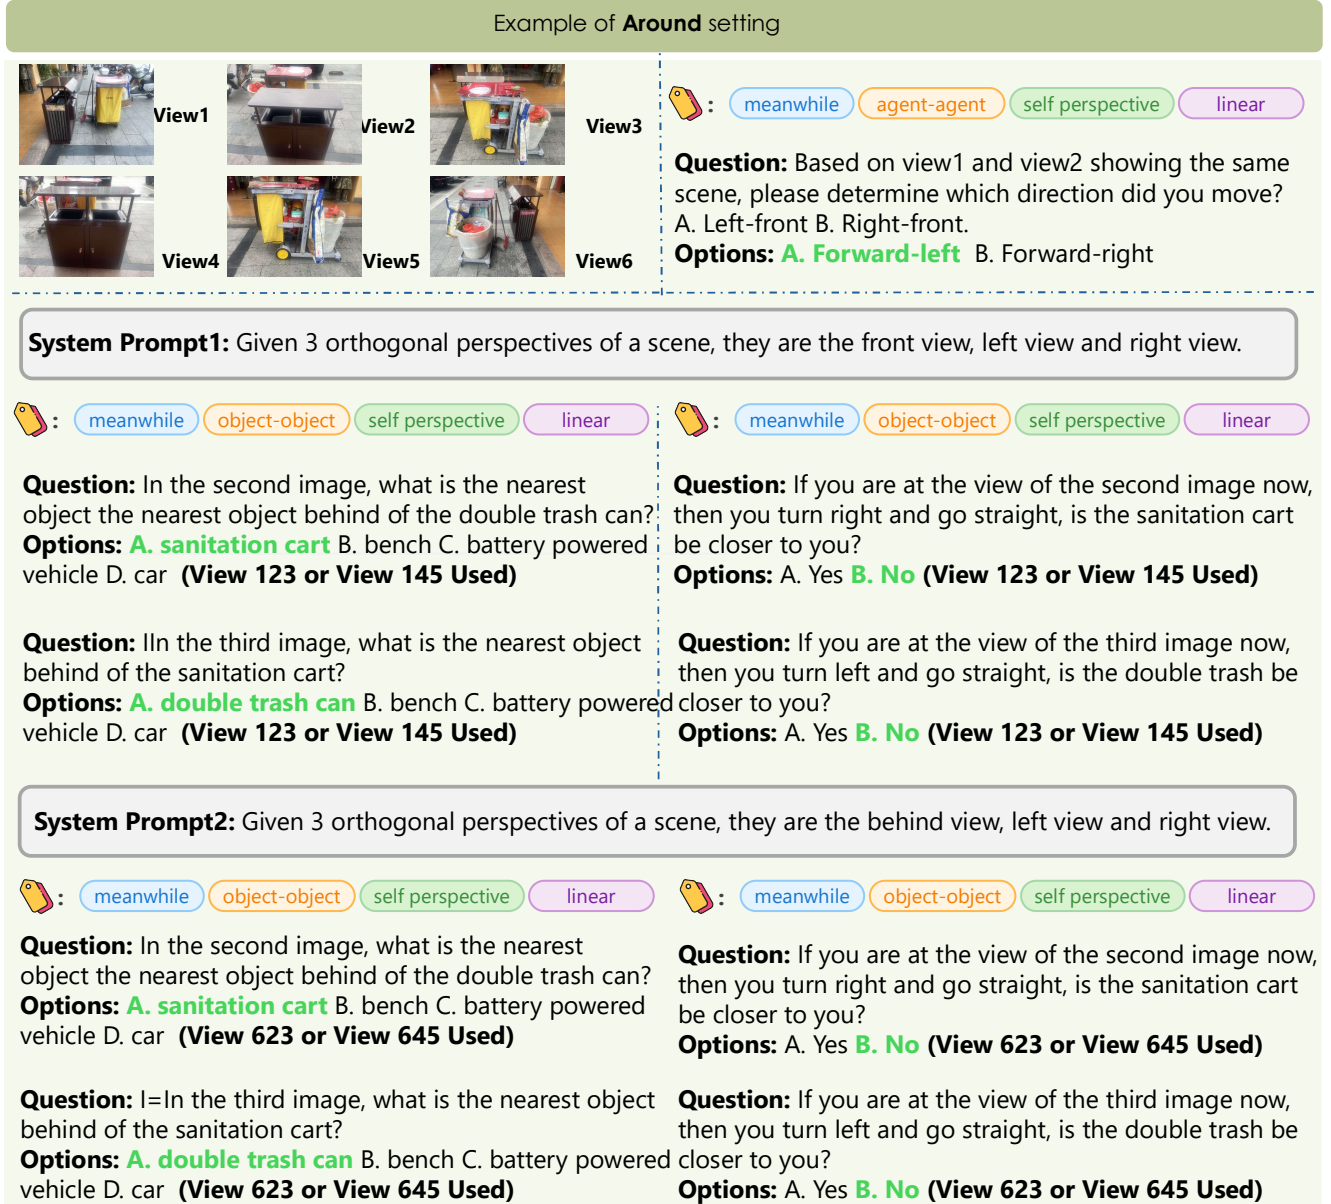 Example of Around setting
View1
View2
View3
View4
View5
View6
: meanwhile agent-agent self perspective linear
Question: Based on view1 and view2 showing the same
scene, please determine which direction did you move?
A. Left-front B. Right-front.
Options: A. Forward-left B. Forward-right
System Prompt1: Given 3 orthogonal perspectives of a scene, they are the front view, left view and right view.
: meanwhile object-object self perspective linear
Question: In the second image, what is the nearest
object the nearest object behind of the double trash can?
Options: A. sanitation cart B. bench C. battery powered
vehicle D. car (View 123 or View 145 Used)
Question: IIn the third image, what is the nearest object
behind of the sanitation cart?
Options: A. double trash can B. bench C. battery powered
vehicle D. car (View 123 or View 145 Used)
: meanwhile object-object self perspective linear
Question: If you are at the view of the second image now,
then you turn right and go straight, is the sanitation cart
be closer to you?
Options: A. Yes B. No (View 123 or View 145 Used)
Question: If you are at the view of the third image now,
then you turn left and go straight, is the double trash be
closer to you?
Options: A. Yes B. No (View 123 or View 145 Used)
System Prompt2: Given 3 orthogonal perspectives of a scene, they are the behind view, left view and right view.
: meanwhile object-object self perspective linear
Question: In the second image, what is the nearest
object the nearest object behind of the double trash can?
Options: A. sanitation cart B. bench C. battery powered
vehicle D. car (View 623 or View 645 Used)
Question: I=In the third image, what is the nearest object
behind of the sanitation cart?
Options: A. double trash can B. bench C. battery powered
vehicle D. car (View 623 or View 645 Used)
: meanwhile object-object self perspective linear
Question: If you are at the view of the second image now,
then you turn right and go straight, is the sanitation cart
be closer to you?
Options: A. Yes B. No (View 623 or View 645 Used)
Question: If you are at the view of the third image now,
then you turn left and go straight, is the double trash be
closer to you?
Options: A. Yes B. No (View 623 or View 645 Used)